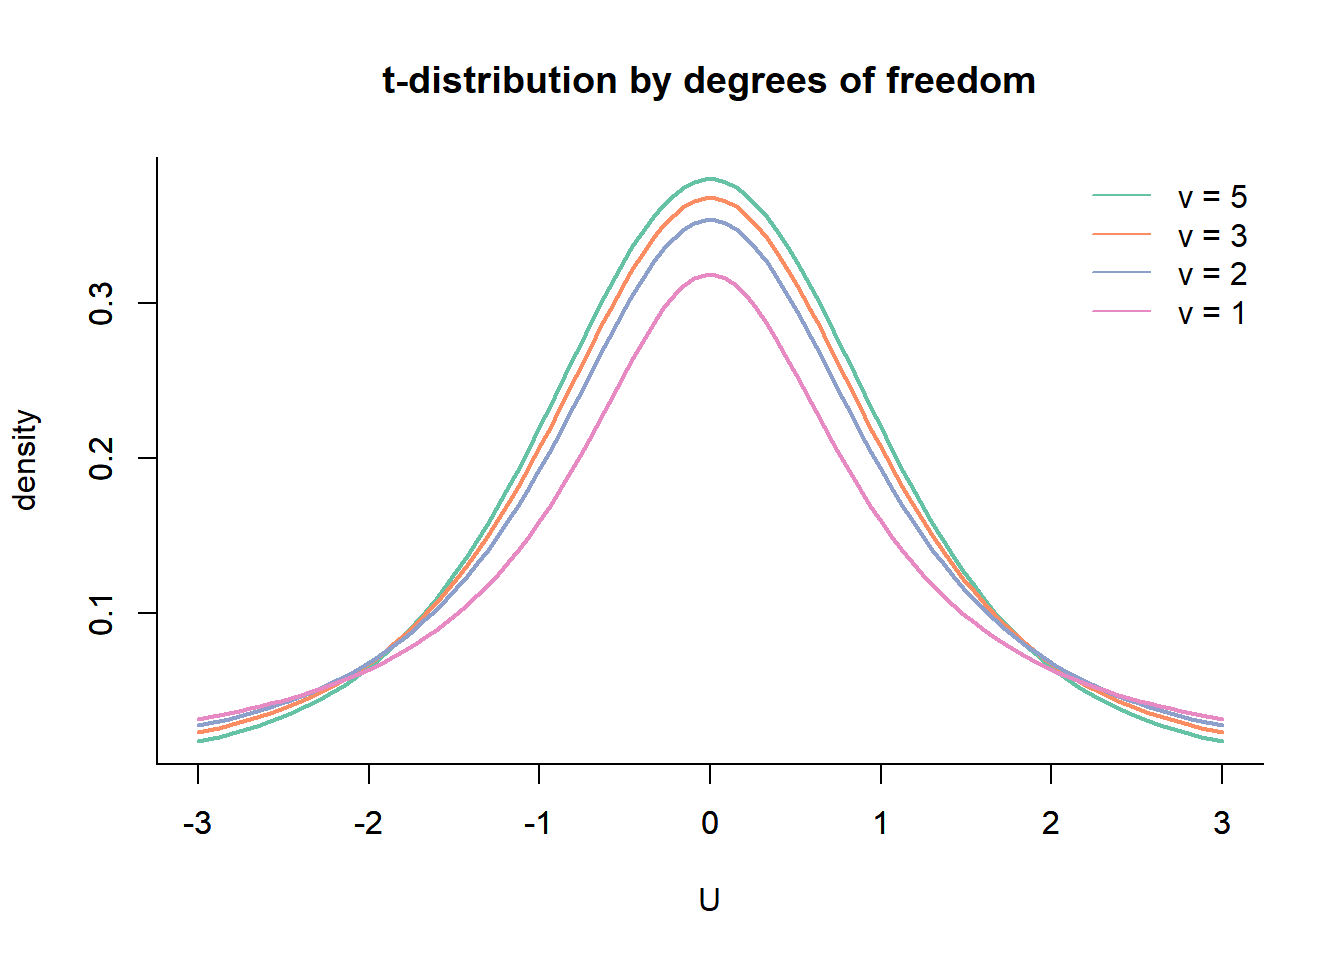 t-distribution by degrees of freedom
v = 5
v = 3
v = 2
v = 1
density
0.3
0.2
0.1
-3 -2 -1 0 1 2 3
U